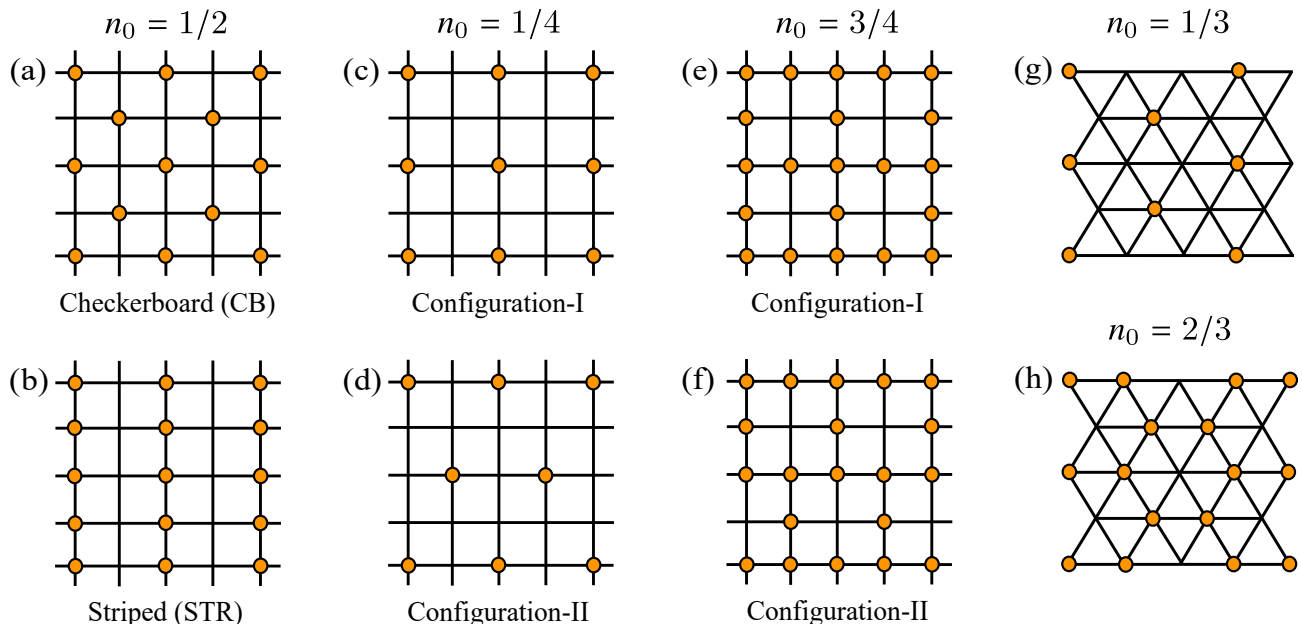 n₀ = 1/2
n₀ = 1/4
n₀ = 3/4
n₀ = 1/3
(a)
(c)
(e)
(g)
Checkerboard (CB)
Configuration-I
Configuration-I
n₀ = 2/3
(b)
(d)
(f)
(h)
Striped (STR)
Configuration-II
Configuration-II